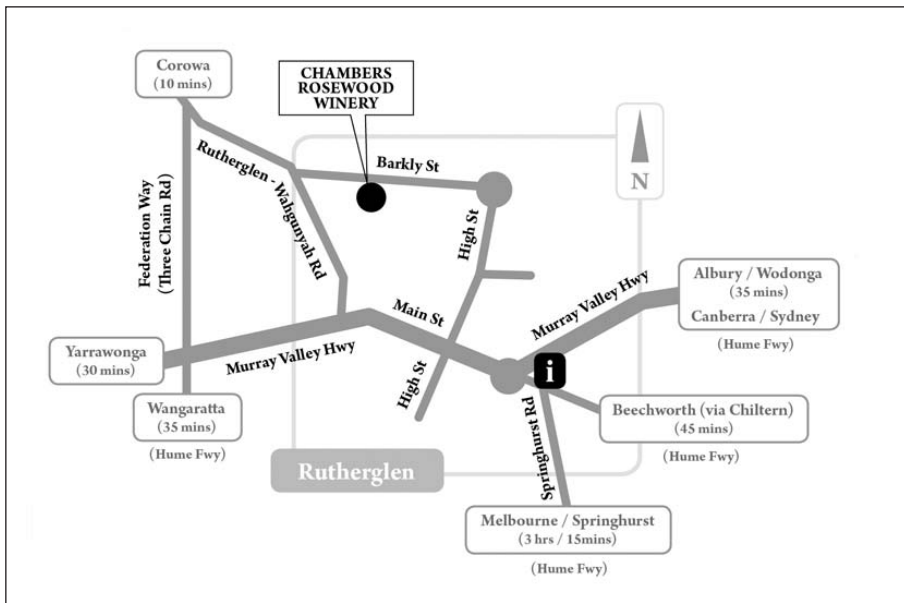 Corowa
(10 mins)
CHAMBERS
ROSEWOOD
WINERY
N
Barkly St
Rutherglen - Wahgunyah Rd
Federation Way
(Three Chain Rd)
High St
Main St
Murray Valley Hwy
Albury / Wodonga
(35 mins)
Canberra / Sydney
(Hume Fwy)
Yarrawonga
(30 mins)
Murray Valley Hwy
High St
i
Wangaratta
(35 mins)
(Hume Fwy)
Beechworth (via Chiltern)
(45 mins)
(Hume Fwy)
Springhurst Rd
Rutherglen
Melbourne / Springhurst
(3 hrs / 15mins)
(Hume Fwy)